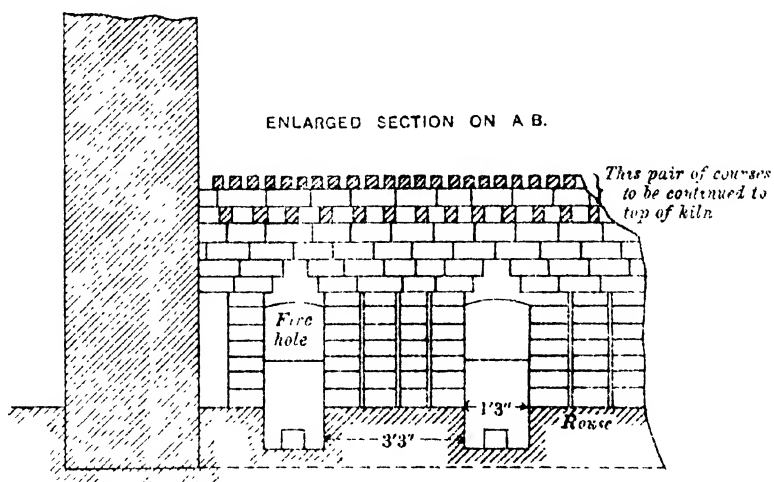 ENLARGED SECTION ON A B.
This pair of courses
to be continued to
top of kiln
Fire
hole
1'3"
3'3"
Rouse